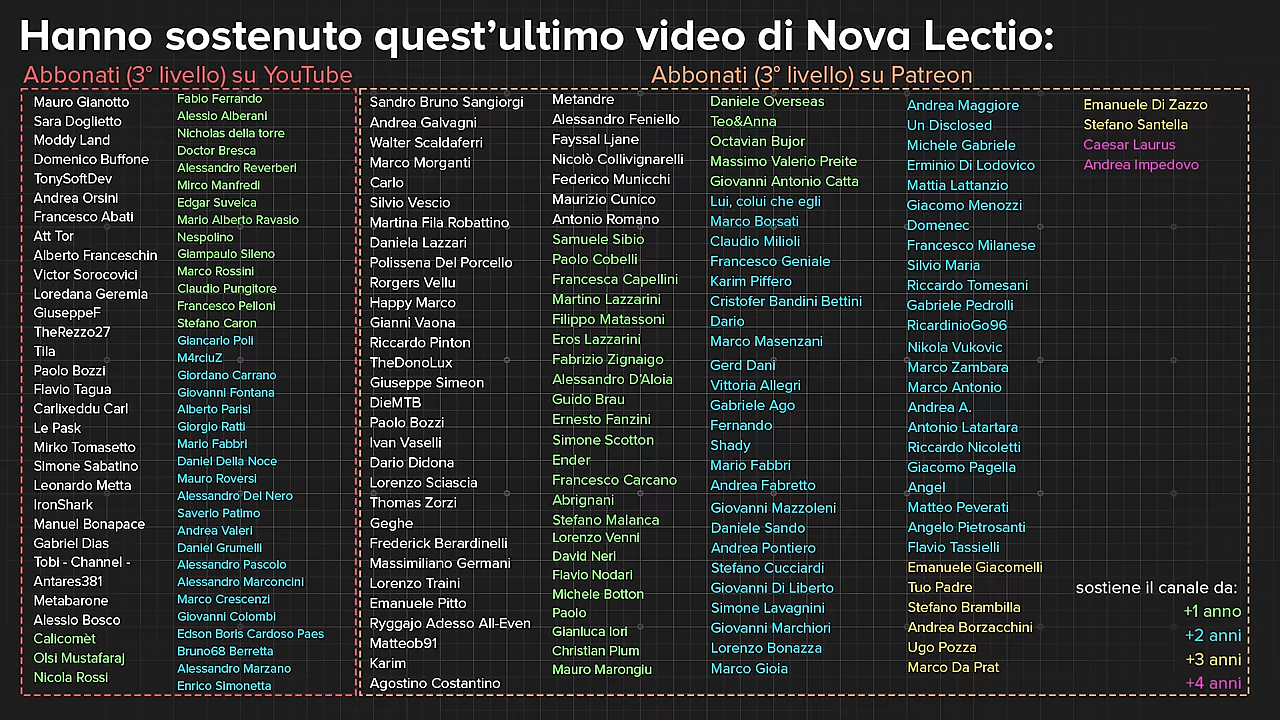 Hanno sostenuto quest'ultimo video di Nova Lectio:
Abbonati (3° livello) su YouTube
Mauro Gianotto
Sara Doglietto
Moddy Land
Domenico Buffone
TonySoftDev
Andrea Orsini
Francesco Abati
Att Tor
Alberto Franceschin
Victor Sorocovici
Loredana Geremia
GiuseppeF
TheRezzo27
Tila
Paolo Bozzi
Flavio Tagua
Carlixeddu Carl
Le Pask
Mirko Tomasetto
Simone Sabatino
Leonardo Metta
IronShark
Manuel Bonapace
Gabriel Dias
Tobi - Channel -
Antares381
Metabarone
Alessio Bosco
Calicomèt
Olsi Mustafaraj
Nicola Rossi
Fabio Ferrando
Alessio Alberani
Nicholas della torre
Doctor Bresca
Alessandro Reverberi
Mirco Manfredi
Edgar Suveica
Mario Alberto Ravasio
Nespolino
Giampaulo Sileno
Marco Rossini
Claudio Pungitore
Francesco Pelloni
Stefano Caron
Giancarlo Poli
M4rciuZ
Giordano Carrano
Giovanni Fontana
Alberto Parisi
Giorgio Ratti
Mario Fabbri
Daniel Della Noce
Mauro Roversi
Alessandro Del Nero
Saverio Patimo
Andrea Valeri
Daniel Grumelli
Alessandro Pascolo
Alessandro Marconcini
Marco Crescenzi
Giovanni Colombi
Edson Boris Cardoso Paes
Bruno68 Berretta
Alessandro Marzano
Enrico Simonetta
Abbonati (3° livello) su Patreon
Sandro Bruno Sangiorgi
Andrea Galvagni
Walter Scaldaferri
Marco Morganti
Carlo
Silvio Vescio
Martina Fila Robattino
Daniela Lazzari
Polissena Del Porcello
Rorgers Vellu
Happy Marco
Gianni Vaona
Riccardo Pinton
TheDonoLux
Giuseppe Simeon
DieMTB
Paolo Bozzi
Ivan Vaselli
Dario Didona
Lorenzo Sciascia
Thomas Zorzi
Geghe
Frederick Berardinelli
Massimiliano Germani
Lorenzo Traini
Emanuele Pitto
Ryggajo Adesso All-Even
Matteob91
Karim
Agostino Costantino
Metandre
Alessandro Feniello
Fayssal Ljane
Nicolò Collivignarelli
Federico Municchi
Maurizio Cunico
Antonio Romano
Samuele Sibio
Paolo Cobelli
Francesca Capellini
Martino Lazzarini
Filippo Matassoni
Eros Lazzarini
Fabrizio Zignaigo
Alessandro D'Aloia
Guido Brau
Ernesto Fanzini
Simone Scotton
Ender
Francesco Carcano
Abrignani
Stefano Malanca
Lorenzo Venni
David Neri
Flavio Nodari
Michele Botton
Paolo
Gianluca Iori
Christian Plum
Mauro Marongiu
Daniele Overseas
Teo&Anna
Octavian Bujor
Massimo Valerio Preite
Giovanni Antonio Catta
Lui, colui che egli
Marco Borsati
Claudio Milioli
Francesco Geniale
Karim Piffero
Cristofer Bandini Bettini
Dario
Marco Masenzani
Gerd Dani
Vittoria Allegri
Gabriele Ago
Fernando
Shady
Mario Fabbri
Andrea Fabretto
Giovanni Mazzoleni
Daniele Sando
Andrea Pontiero
Stefano Cucciardi
Giovanni Di Liberto
Simone Lavagnini
Giovanni Marchiori
Lorenzo Bonazza
Marco Gioia
Andrea Maggiore
Un Disclosed
Michele Gabriele
Erminio Di Lodovico
Mattia Lattanzio
Giacomo Menozzi
Domenec
Francesco Milanese
Silvio Maria
Riccardo Tomesani
Gabriele Pedrolli
RicardinioGo96
Nikola Vukovic
Marco Zambara
Marco Antonio
Andrea A.
Antonio Latartara
Riccardo Nicoletti
Giacomo Pagella
Angel
Matteo Peverati
Angelo Pietrosanti
Flavio Tassielli
Emanuele Giacomelli
Tuo Padre
Stefano Brambilla
Andrea Borzacchini
Ugo Pozza
Marco Da Prat
Emanuele Di Zazzo
Stefano Santella
Caesar Laurus
Andrea Impedovo
sostiene il canale da:
+1 anno
+2 anni
+3 anni
+4 anni